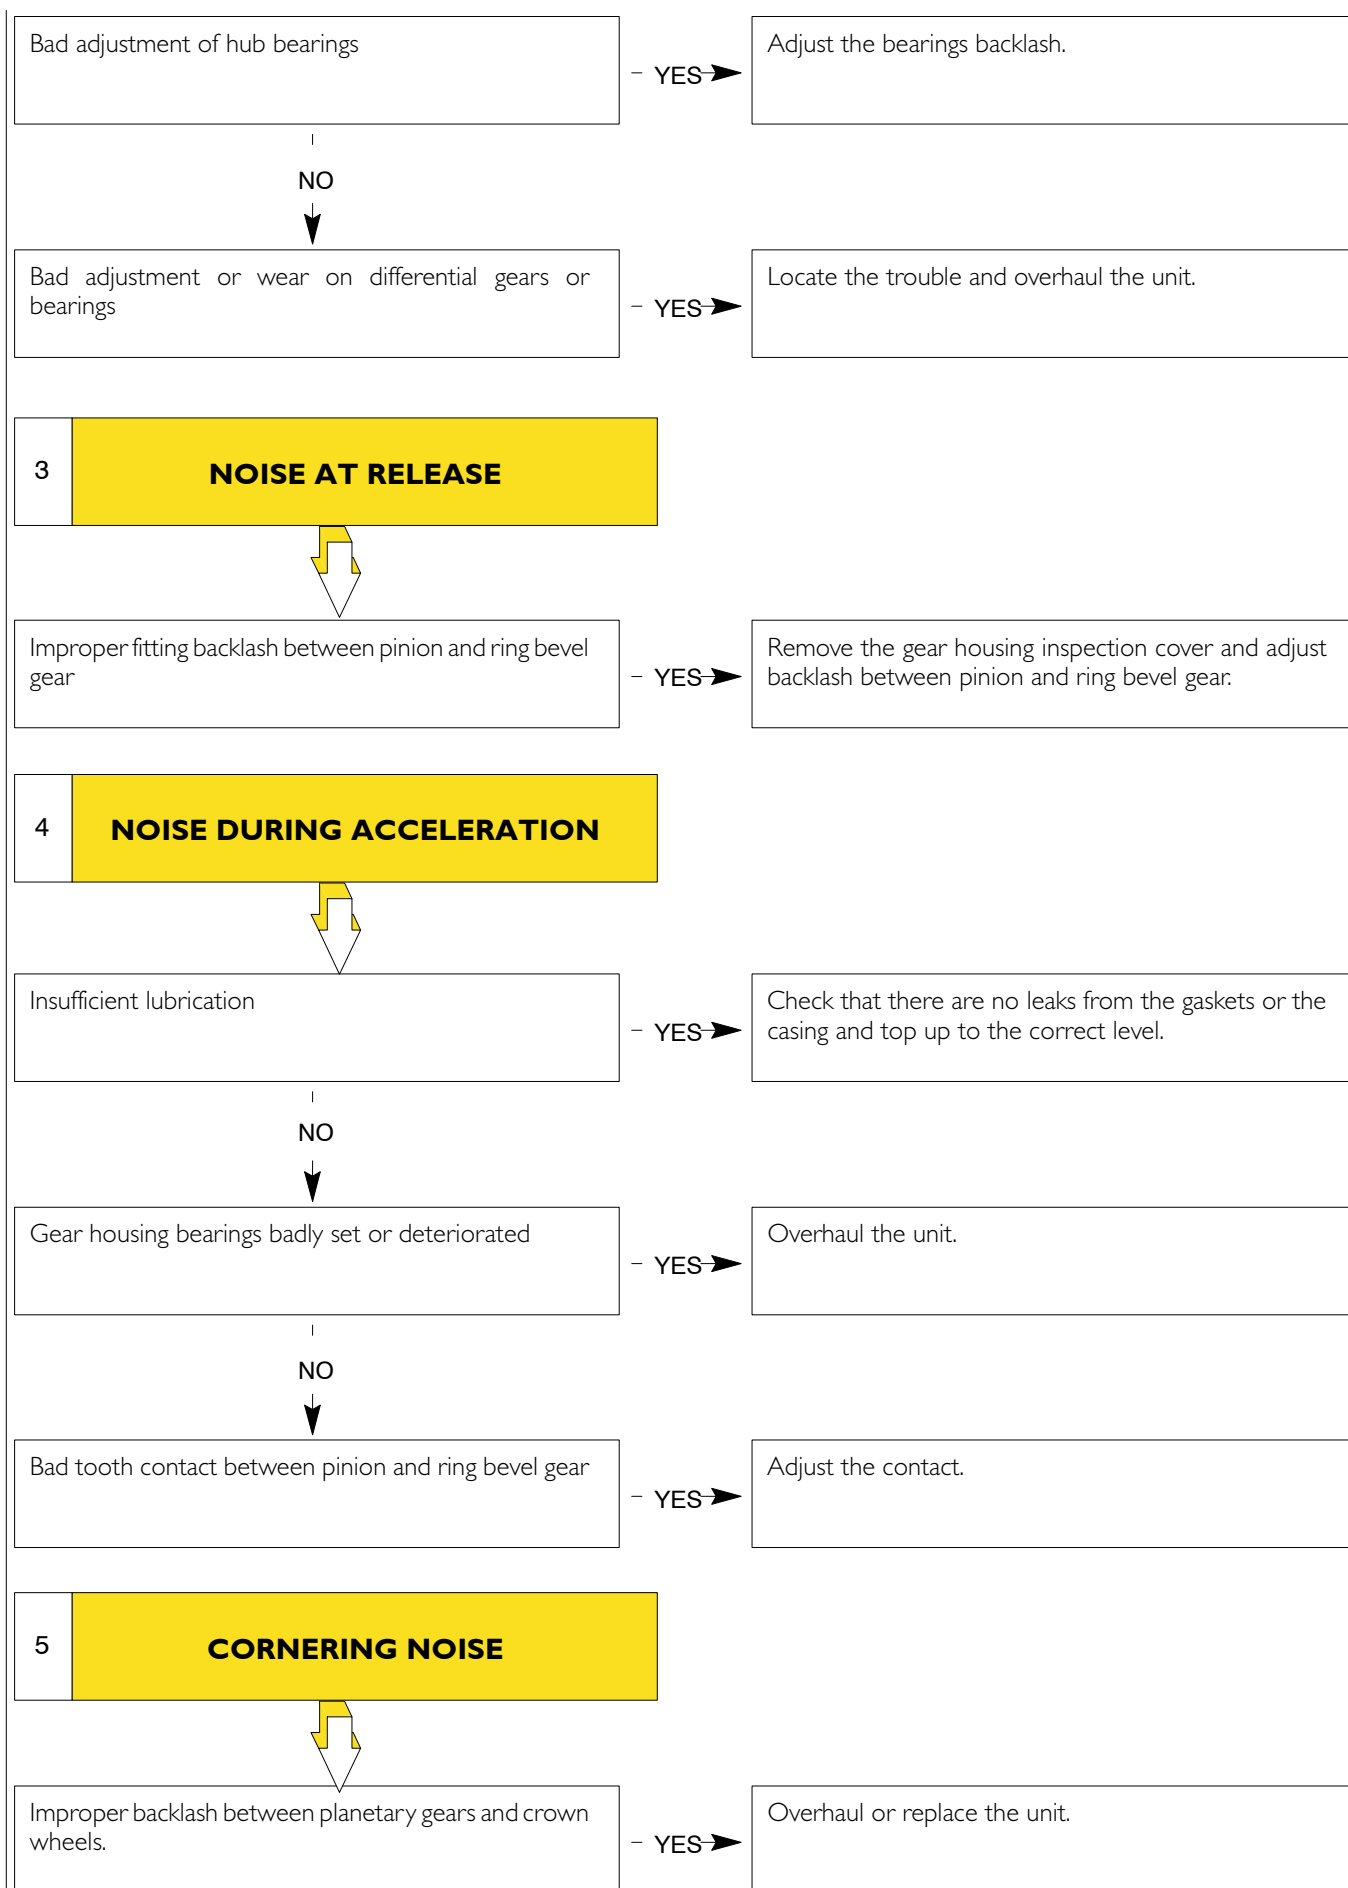 Bad adjustment of hub bearings
YES
Adjust the bearings backlash.
NO
Bad adjustment or wear on differential gears or
bearings
YES
Locate the trouble and overhaul the unit.
3
NOISE AT RELEASE
Improper fitting backlash between pinion and ring bevel
gear
YES
Remove the gear housing inspection cover and adjust
backlash between pinion and ring bevel gear.
4
NOISE DURING ACCELERATION
Insufficient lubrication
YES
Check that there are no leaks from the gaskets or the
casing and top up to the correct level.
NO
Gear housing bearings badly set or deteriorated
YES
Overhaul the unit.
NO
Bad tooth contact between pinion and ring bevel gear
YES
Adjust the contact.
5
CORNERING NOISE
Improper backlash between planetary gears and crown
wheels.
YES
Overhaul or replace the unit.